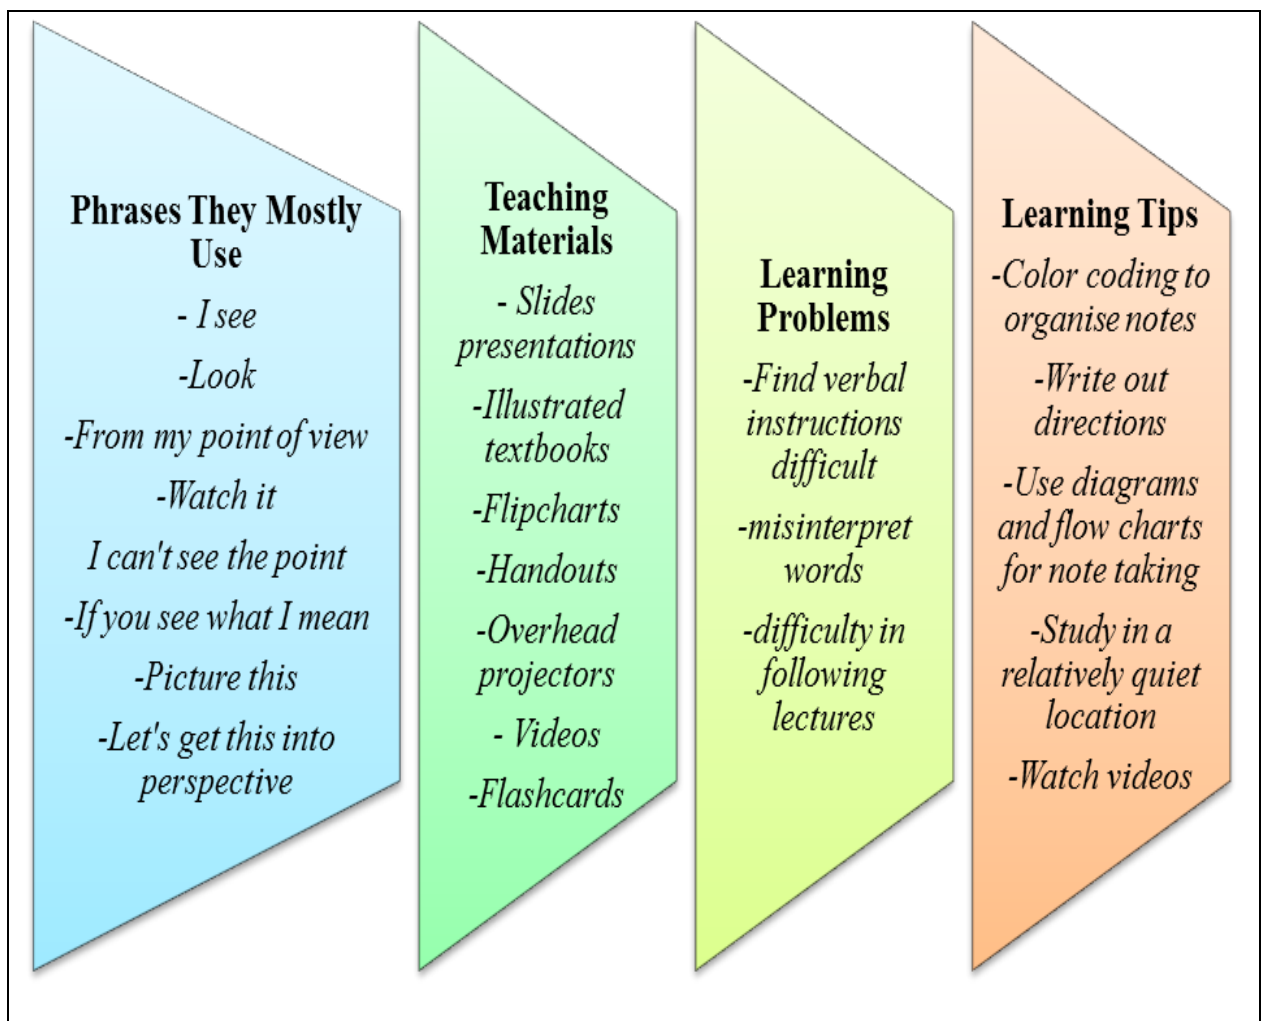 Phrases They Mostly
Use
- I see
-Look
-From my point of view
-Watch it
I can't see the point
-If you see what I mean
-Picture this
-Let's get this into
perspective
Teaching
Materials
- Slides
presentations
-Illustrated
textbooks
-Flipcharts
-Handouts
-Overhead
projectors
- Videos
-Flashcards
Learning
Problems
-Find verbal
instructions
difficult
-misinterpret
words
-difficulty in
following
lectures
Learning Tips
-Color coding to
organise notes
-Write out
directions
-Use diagrams
and flow charts
for note taking
-Study in a
relatively quiet
location
-Watch videos